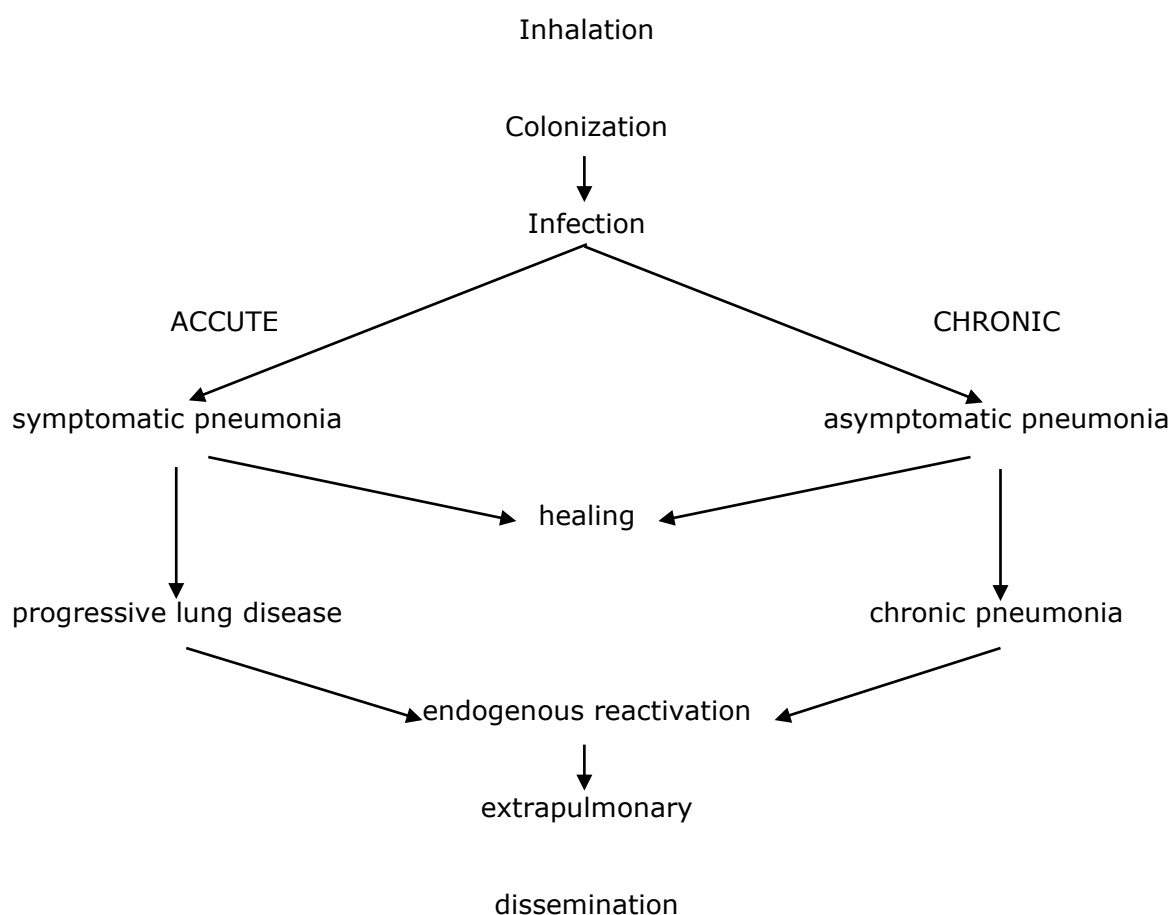 Inhalation
Colonization
Infection
ACCUTE
CHRONIC
symptomatic pneumonia
asymptomatic pneumonia
healing
progressive lung disease
chronic pneumonia
endogenous reactivation
extrapulmonary
dissemination